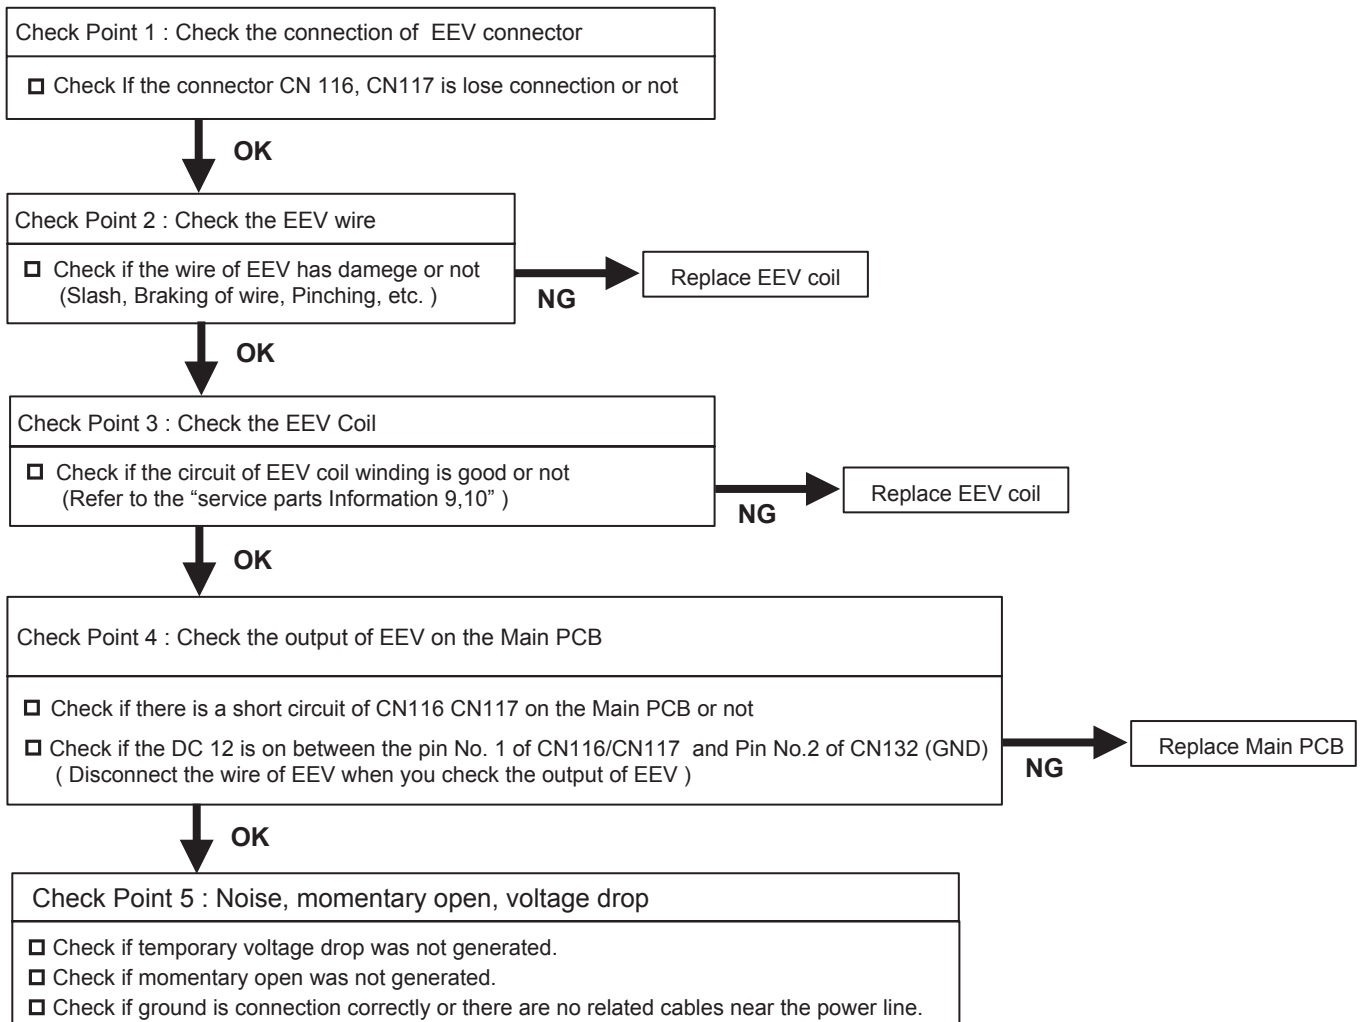 Check Point 1 : Check the connection of EEV connector
Check If the connector CN 116, CN117 is lose connection or not
OK
Check Point 2 : Check the EEV wire
Check if the wire of EEV has damege or not
(Slash, Braking of wire, Pinching, etc. )
NG
Replace EEV coil
OK
Check Point 3 : Check the EEV Coil
Check if the circuit of EEV coil winding is good or not
(Refer to the “service parts Information 9,10” )
NG
Replace EEV coil
OK
Check Point 4 : Check the output of EEV on the Main PCB
Check if there is a short circuit of CN116 CN117 on the Main PCB or not
Check if the DC 12 is on between the pin No. 1 of CN116/CN117 and Pin No.2 of CN132 (GND)
( Disconnect the wire of EEV when you check the output of EEV )
NG
Replace Main PCB
OK
Check Point 5 : Noise, momentary open, voltage drop
Check if temporary voltage drop was not generated.
Check if momentary open was not generated.
Check if ground is connection correctly or there are no related cables near the power line.